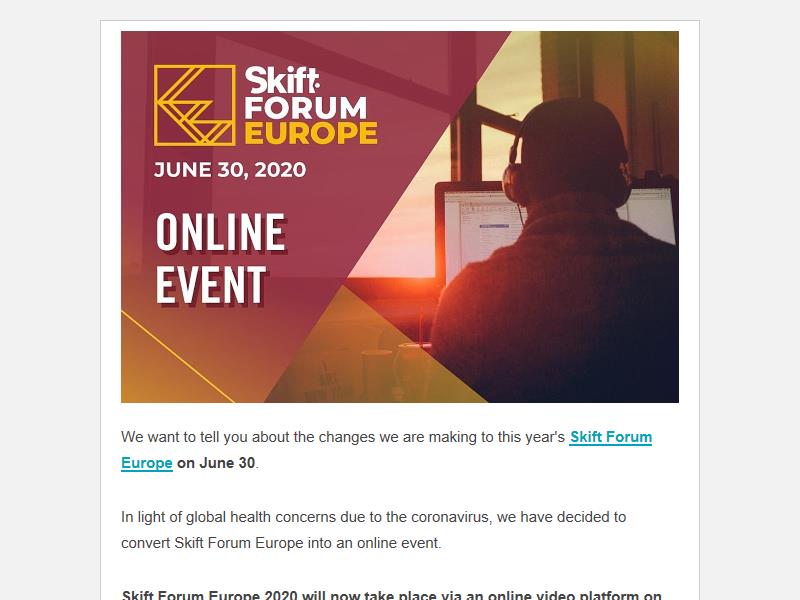 Skift
FORUM
EUROPE
JUNE 30, 2020
ONLINE
EVENT
We want to tell you about the changes we are making to this year's Skift Forum
Europe on June 30.
In light of global health concerns due to the coronavirus, we have decided to
convert Skift Forum Europe into an online event.
Skift Forum Europe 2020 will now take place via an online video platform on